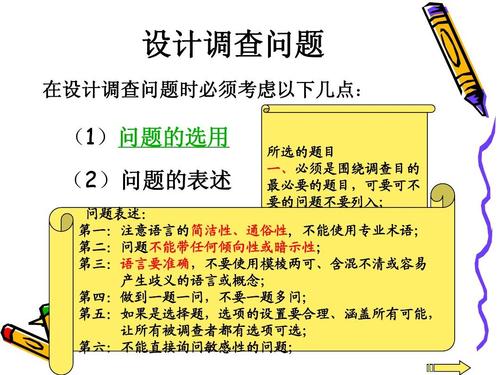 设计调查问题
在设计调查问题时必须考虑以下几点：
（1）问题的选用
（2）问题的表述
所选的题目
一、必须是围绕调查目的
最必要的题目，可要可不
要的问题不要列入；
问题表述：
第一：注意语言的简洁性、通俗性，不能使用专业术语；
第二：问题不能带任何倾向性或暗示性；
第三：语言要准确，不要使用模棱两可、含混不清或容易
产生歧义的语言或概念；
第四：做到一题一问，不要一题多问；
第五：如果是选择题，选项的设置要合理、涵盖所有可能，
让所有被调查者都有选项可选；
第六：不能直接询问敏感性的问题；